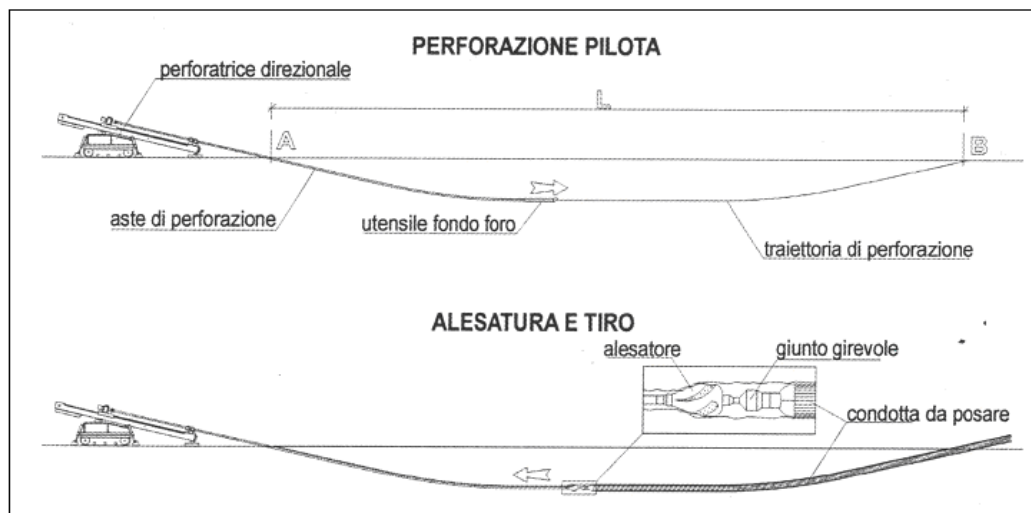 PERFORAZIONE PILOTA
perforatrice direzionale
L
A
B
aste di perforazione
utensile fondo foro
traiettoria di perforazione
ALESATURA E TIRO
alesatore
giunto girevole
condotta da posare